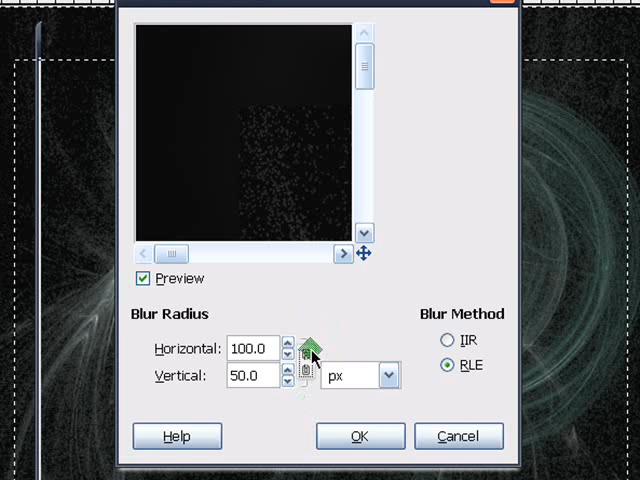 Preview
Blur Radius
Blur Method
Horizontal: 100.0
IIR
Vertical: 50.0
px
RLE
Help
OK
Cancel